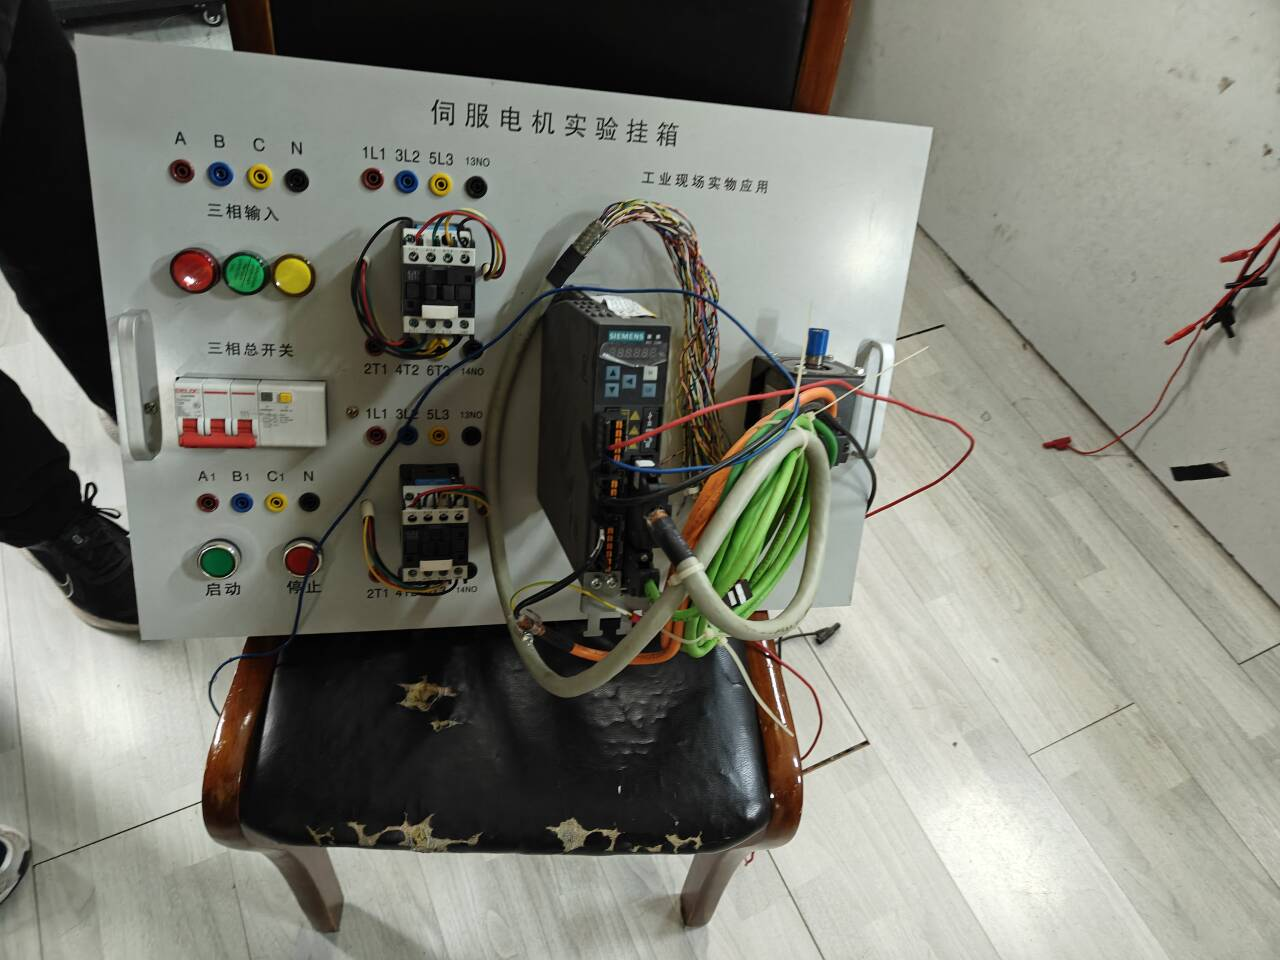 伺服电机实验挂箱
工业现场实物应用
A B C N
1L1 3L2 5L3 13NO
三相输入
SIEMENS
三相总开关
2T1 4T2 6T3 14NO
1L1 3L2 5L3 13NO
A1 B1 C1 N
启动 停止
2T1 4T2 14NO